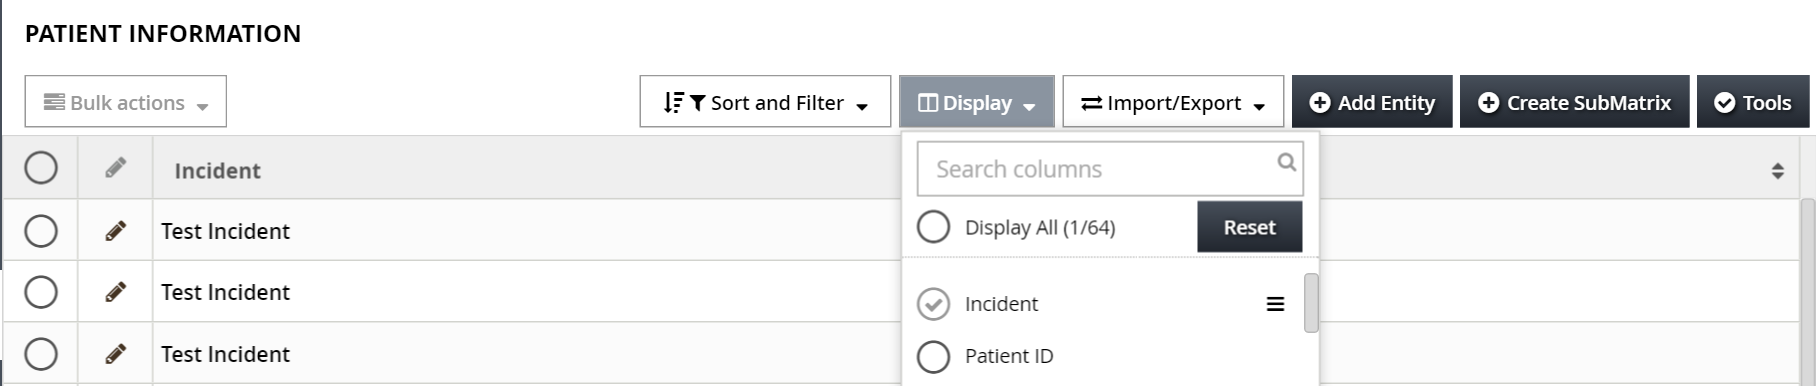 PATIENT INFORMATION
Bulk actions
Sort and Filter
Display
Import/Export
Add Entity
Create SubMatrix
Tools
Incident
Search columns
Display All (1/64)
Reset
Test Incident
Incident
Test Incident
Test Incident
Patient ID